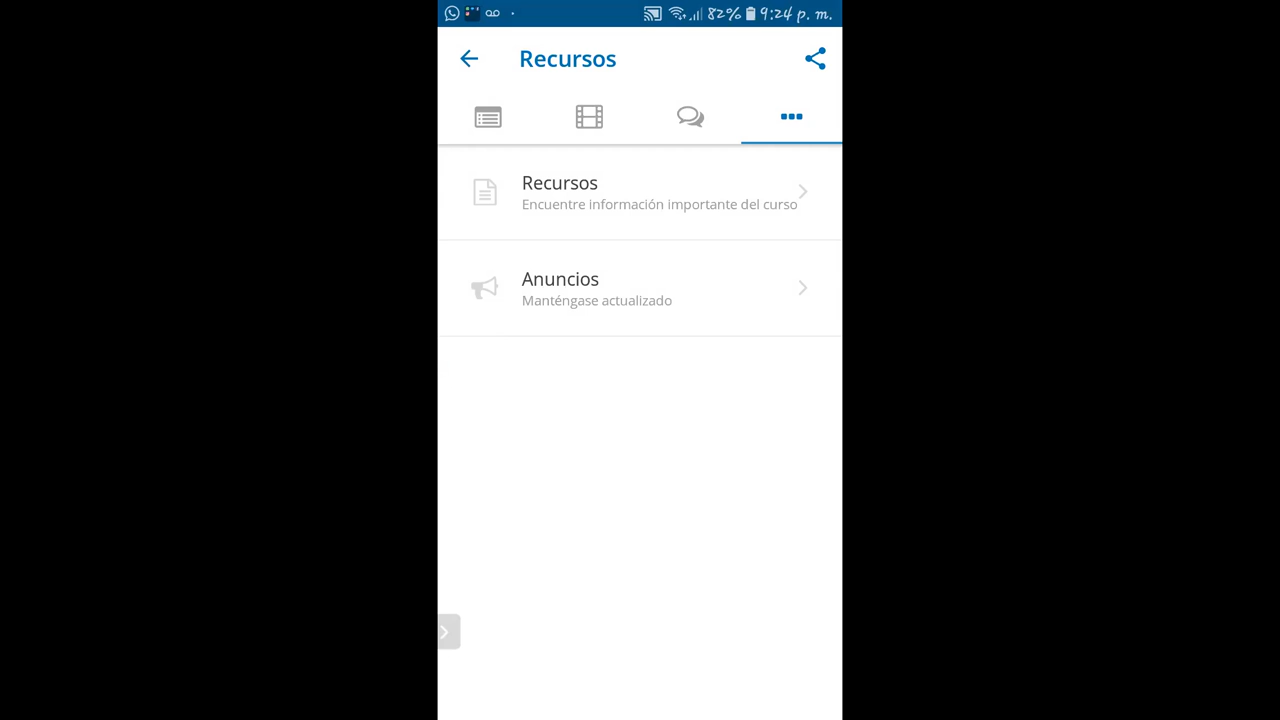 82% 9:24 p. m.
Recursos
Recursos
Encuentre información importante del curso
Anuncios
Manténgase actualizado